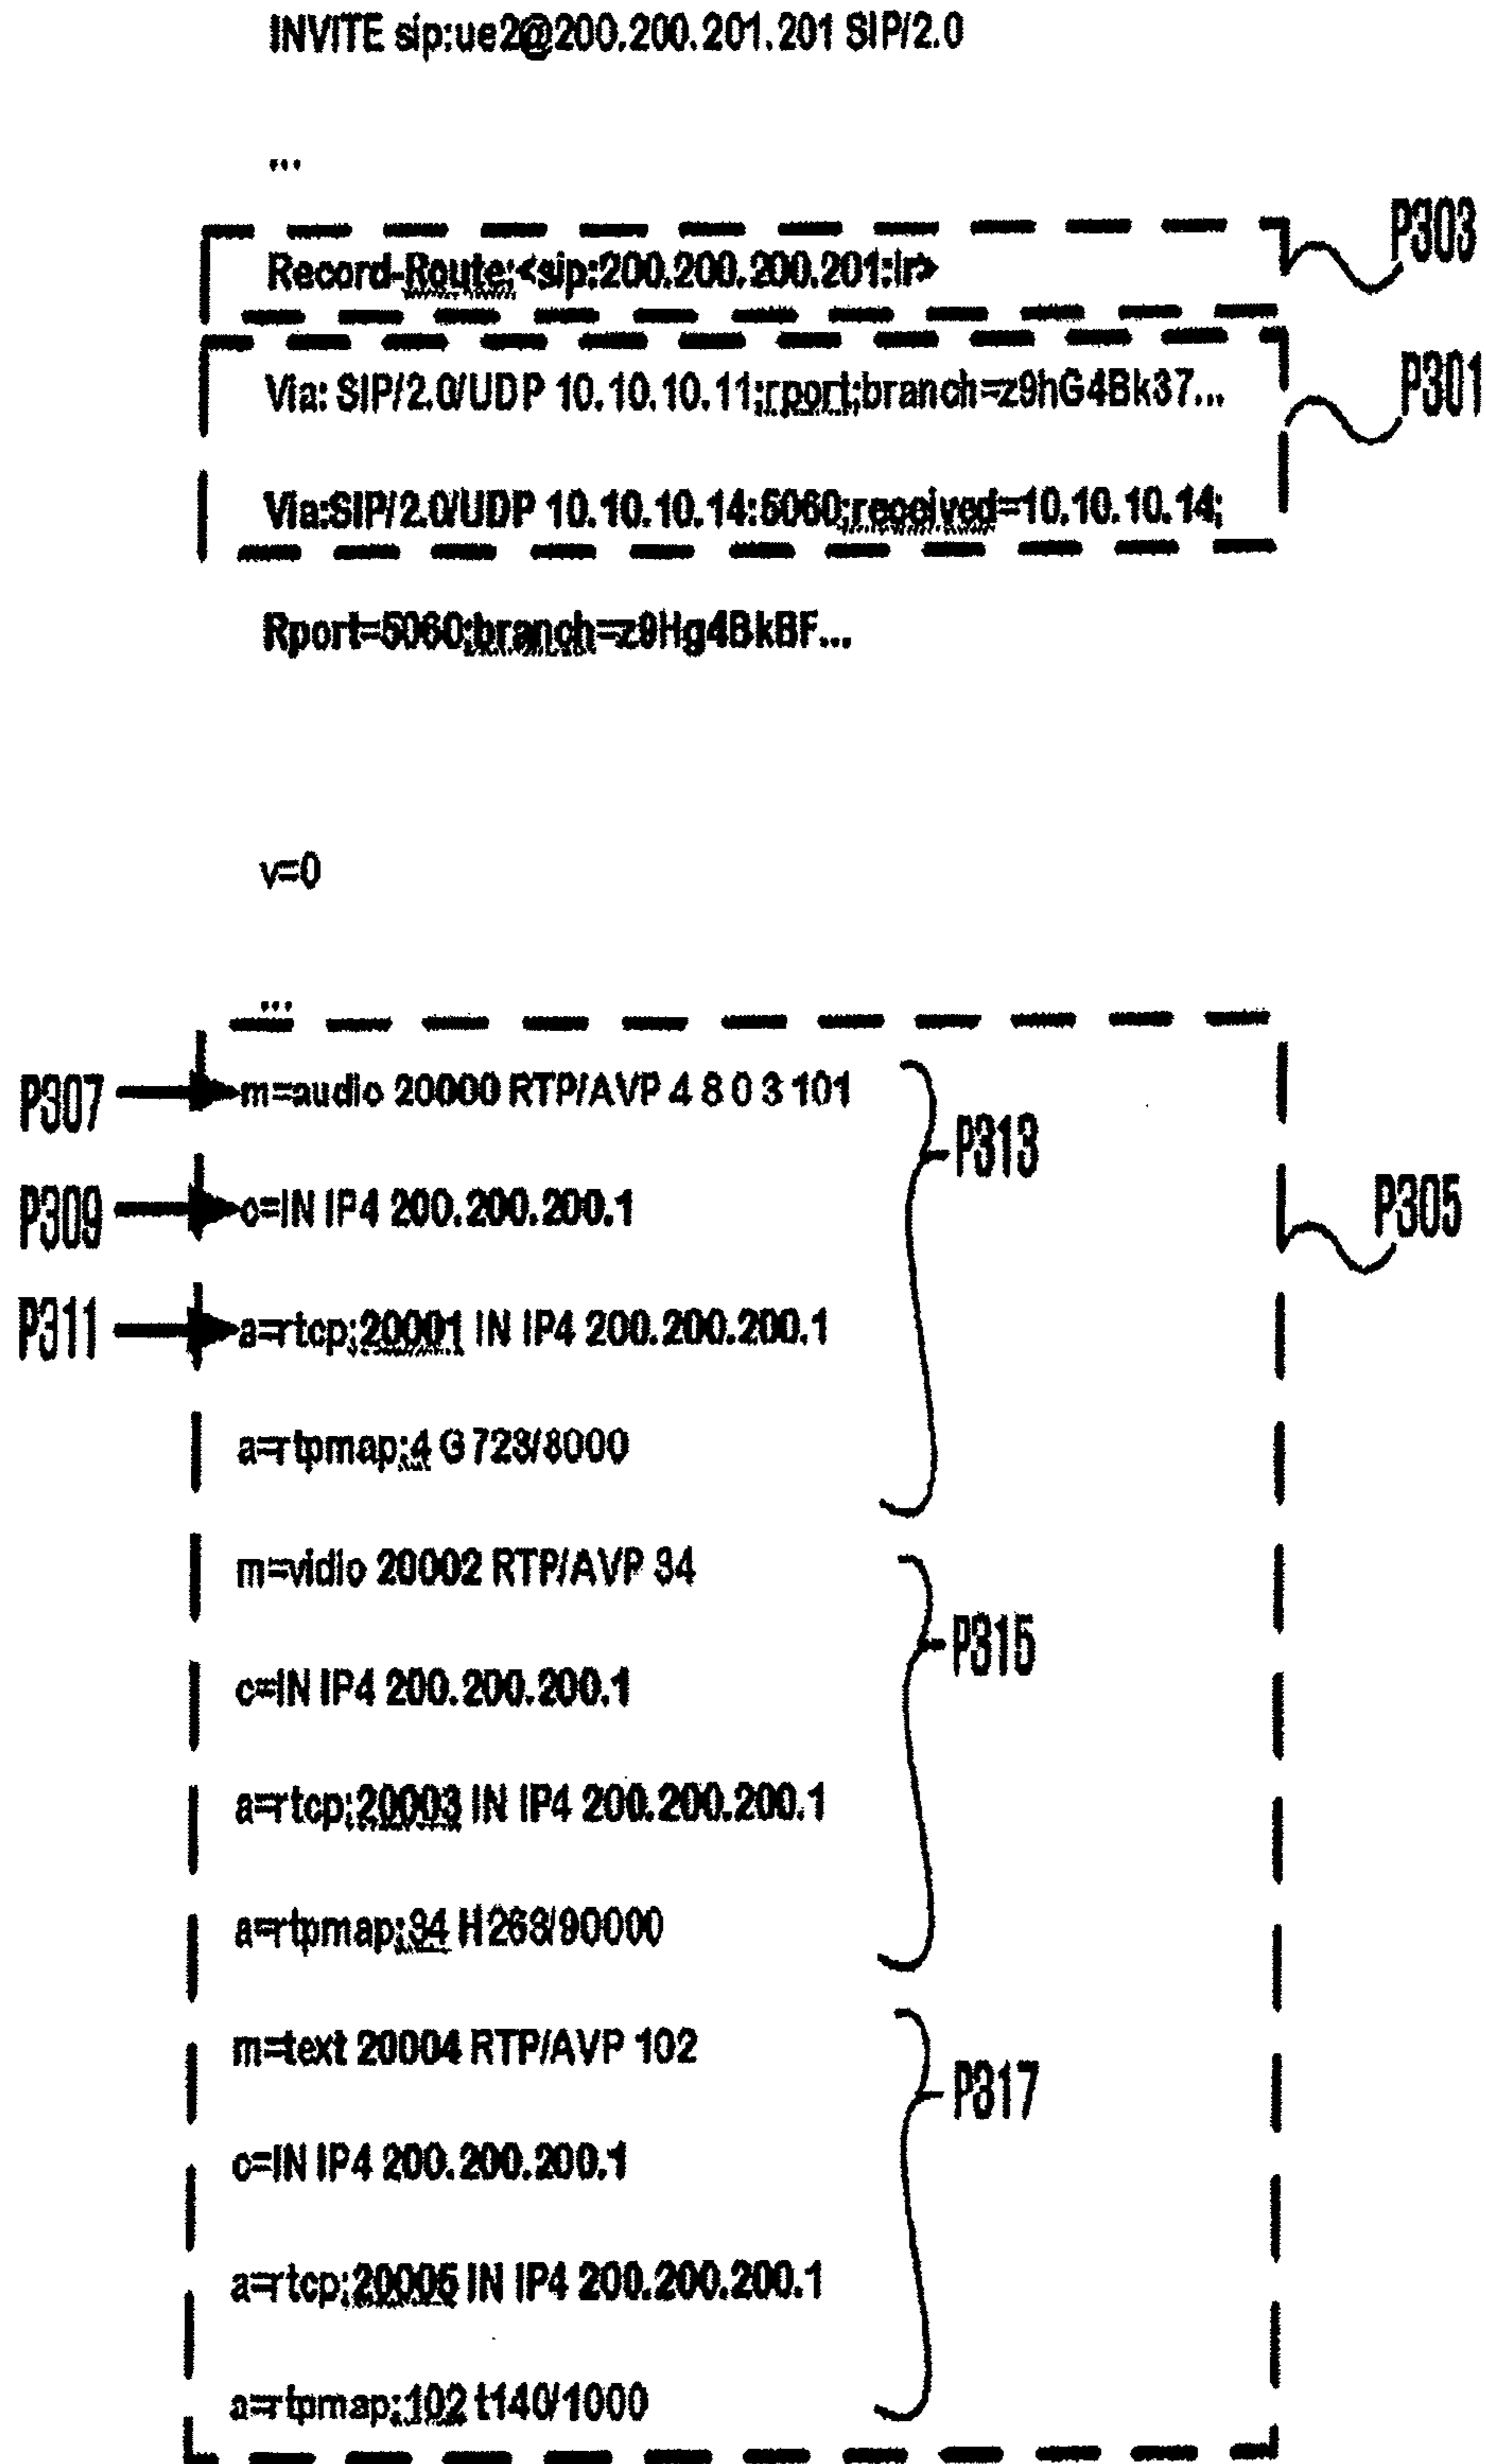 INVITE sip:ue2@200.200.201.201 SIP/2.0
...
P303
Record-Route:<sip:200.200.200.201:lr>
P301
Via: SIP/2.0/UDP 10.10.10.11;rport;branch=z9hG4Bk37...
Via:SIP/2.0/UDP 10.10.10.14:5060;received=10.10.10.14;
Rport=5060;branch=z9Hg4BkBF...
v=0
...
P307 m=audio 20000 RTP/AVP 4 8 0 3 101
P313
P309 c=IN IP4 200.200.200.1
P305
P311 a=rtcp:20001 IN IP4 200.200.200.1
a=rtpmap:4 G723/8000
m=vidio 20002 RTP/AVP 34
P315
c=IN IP4 200.200.200.1
a=rtcp:20003 IN IP4 200.200.200.1
a=rtpmap:34 H263/90000
m=text 20004 RTP/AVP 102
P317
c=IN IP4 200.200.200.1
a=rtcp:20005 IN IP4 200.200.200.1
a=rtpmap:102 t140/1000